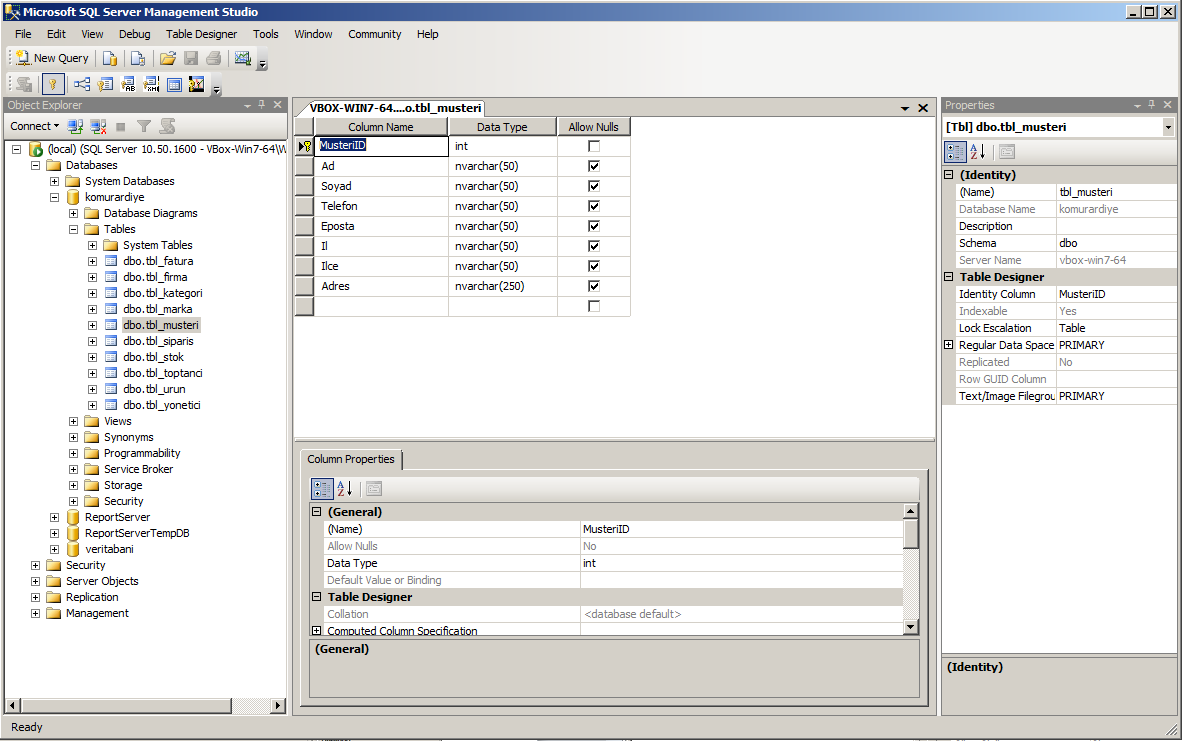 Microsoft SQL Server Management Studio
File Edit View Debug Table Designer Tools Window Community Help
New Query
Object Explorer
Connect
(local) (SQL Server 10.50.1600 - VBox-Win7-64\W
Databases
System Databases
komurardiye
Database Diagrams
Tables
System Tables
dbo.tbl_fatura
dbo.tbl_firma
dbo.tbl_kategori
dbo.tbl_marka
dbo.tbl_musteri
dbo.tbl_siparis
dbo.tbl_stok
dbo.tbl_toptanci
dbo.tbl_urun
dbo.tbl_yonetici
Views
Synonyms
Programmability
Service Broker
Storage
Security
ReportServer
ReportServerTempDB
veritabani
Security
Server Objects
Replication
Management
VBOX-WIN7-64....o.tbl_musteri
Column Name Data Type Allow Nulls
MusteriID int
Ad nvarchar(50)
Soyad nvarchar(50)
Telefon nvarchar(50)
Eposta nvarchar(50)
Il nvarchar(50)
Ilce nvarchar(50)
Adres nvarchar(250)
Column Properties
(General)
(Name) MusteriID
Allow Nulls No
Data Type int
Default Value or Binding
Table Designer
Collation <database default>
Computed Column Specification
(General)
Properties
[Tbl] dbo.tbl_musteri
(Identity)
(Name) tbl_musteri
Database Name komurardiye
Description
Schema dbo
Server Name vbox-win7-64
Table Designer
Identity Column MusteriID
Indexable Yes
Lock Escalation Table
Regular Data Space PRIMARY
Replicated No
Row GUID Column
Text/Image Filegrou PRIMARY
(Identity)
Ready